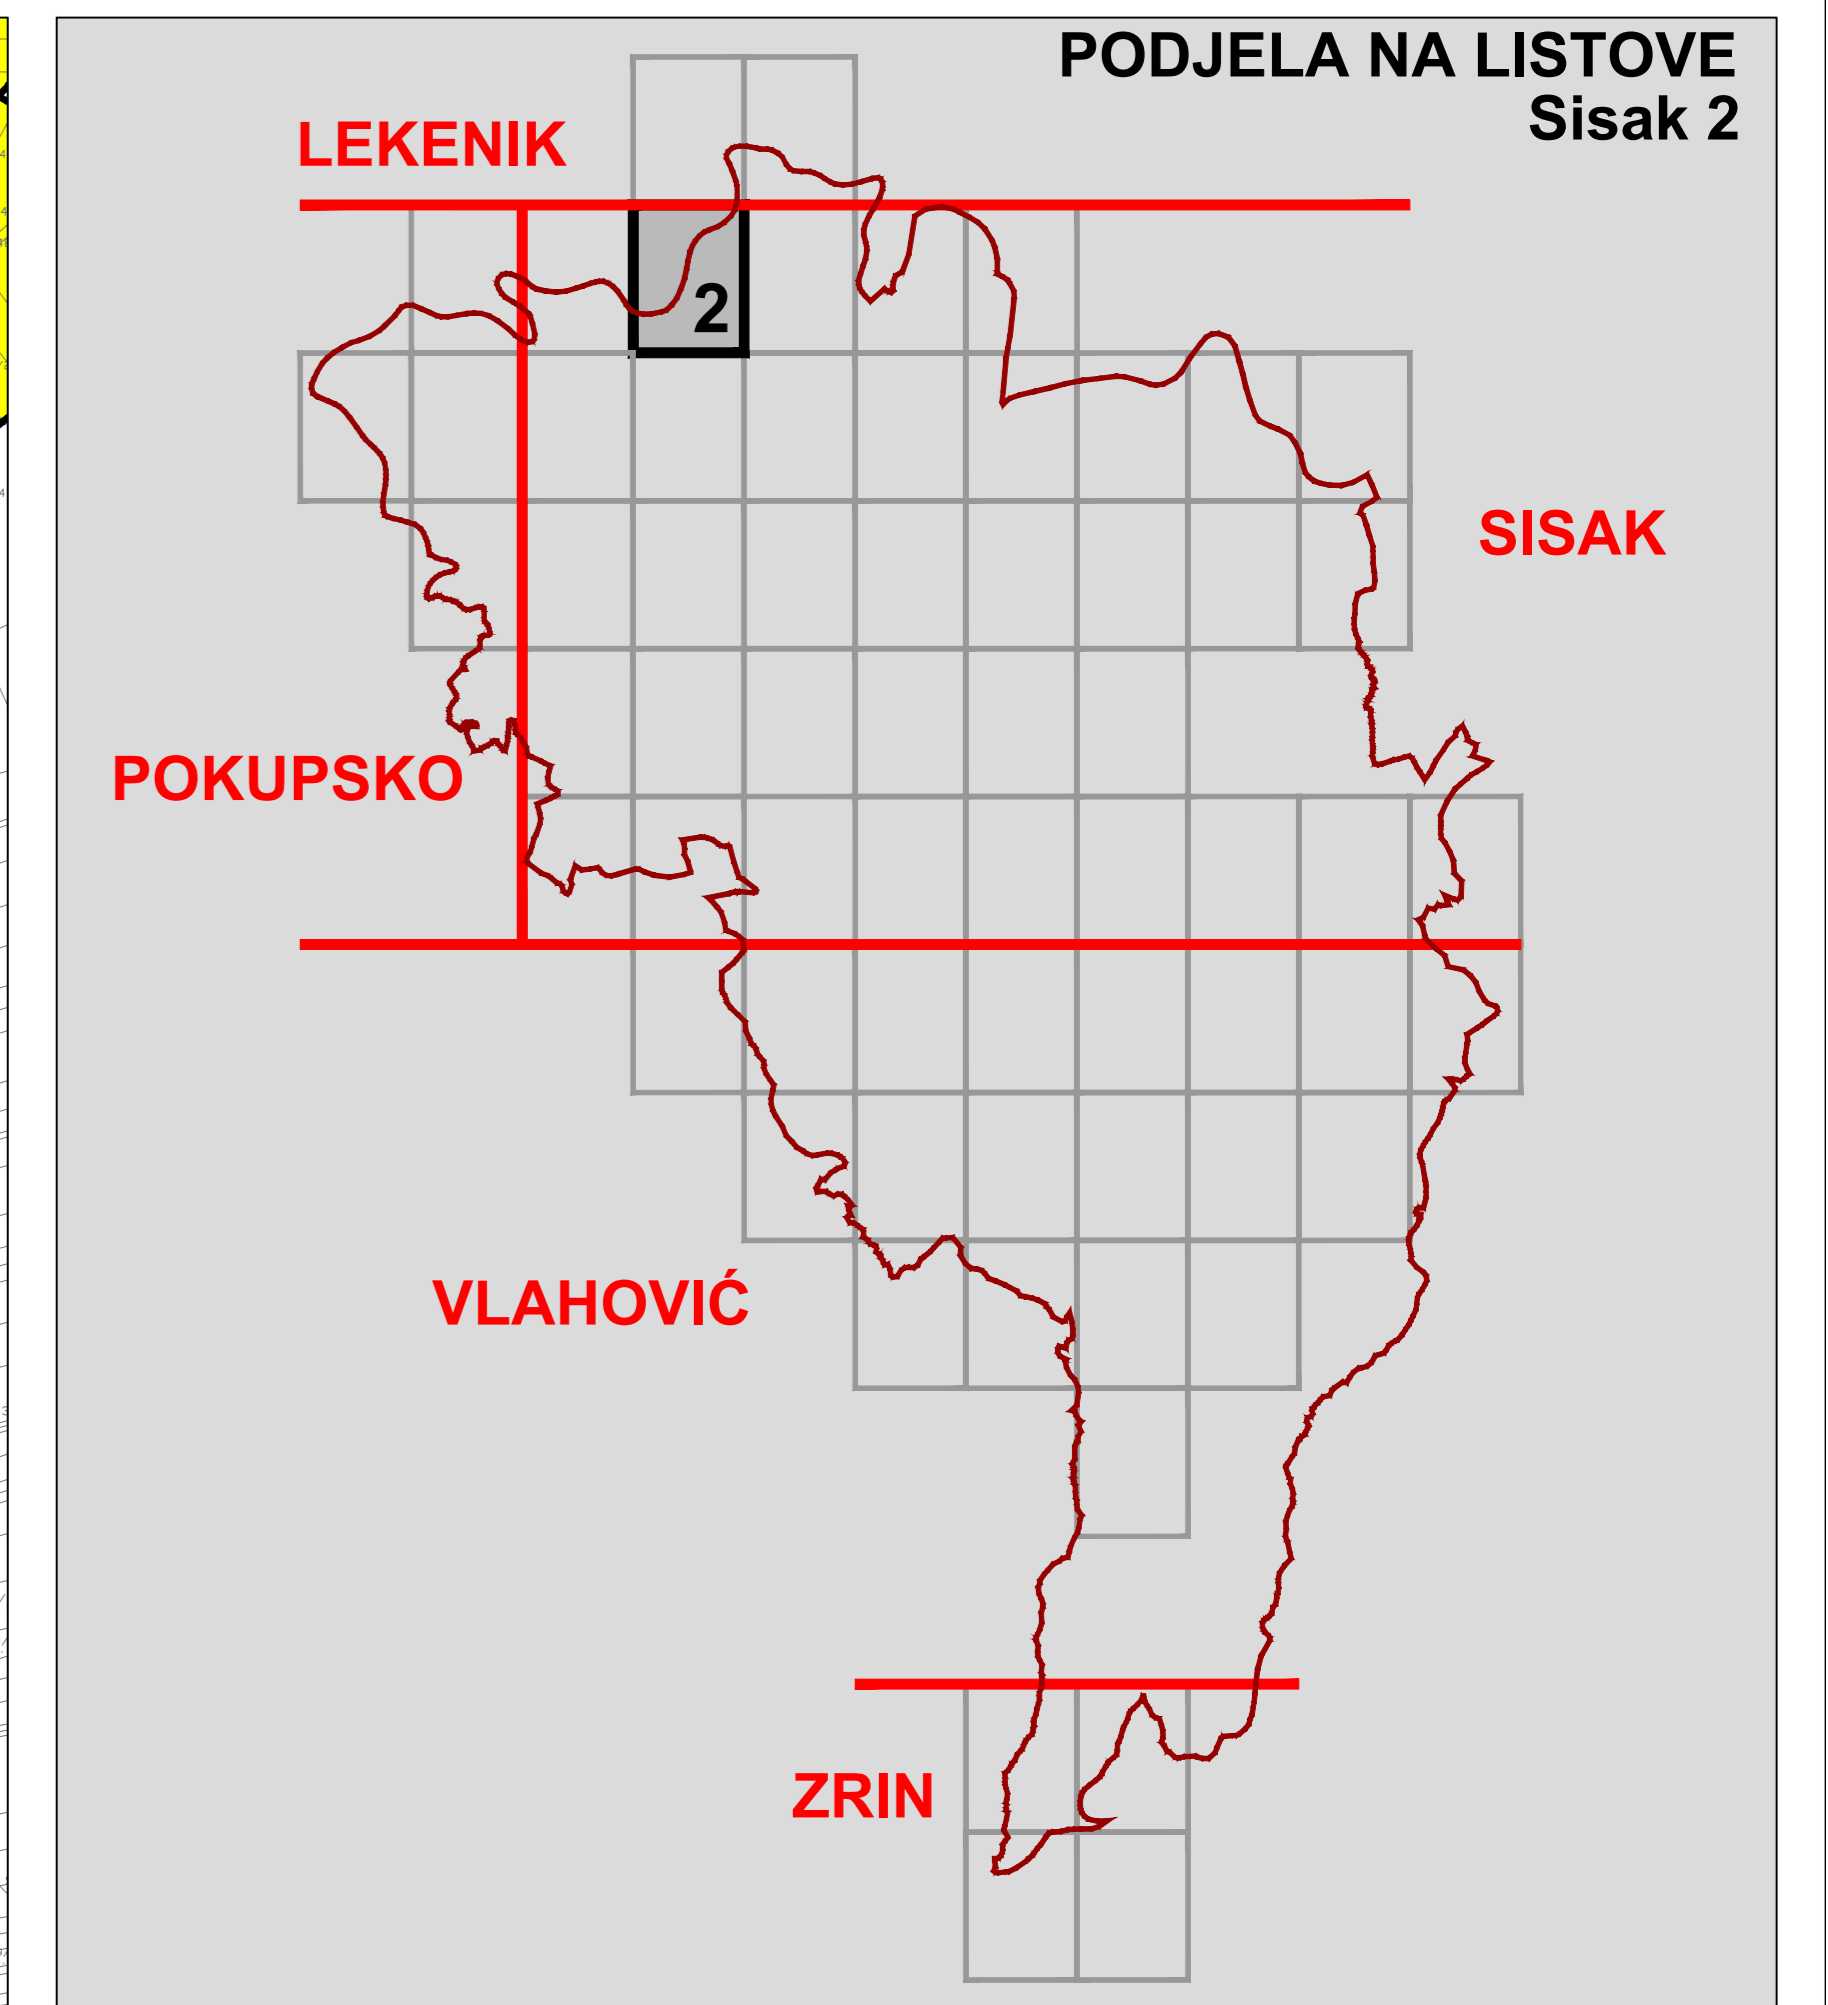 PODJELA NA LISTOVE
Sisak 2
LEKENIK
2
SISAK
POKUPSKO
VLAHOVIĆ
ZRIN